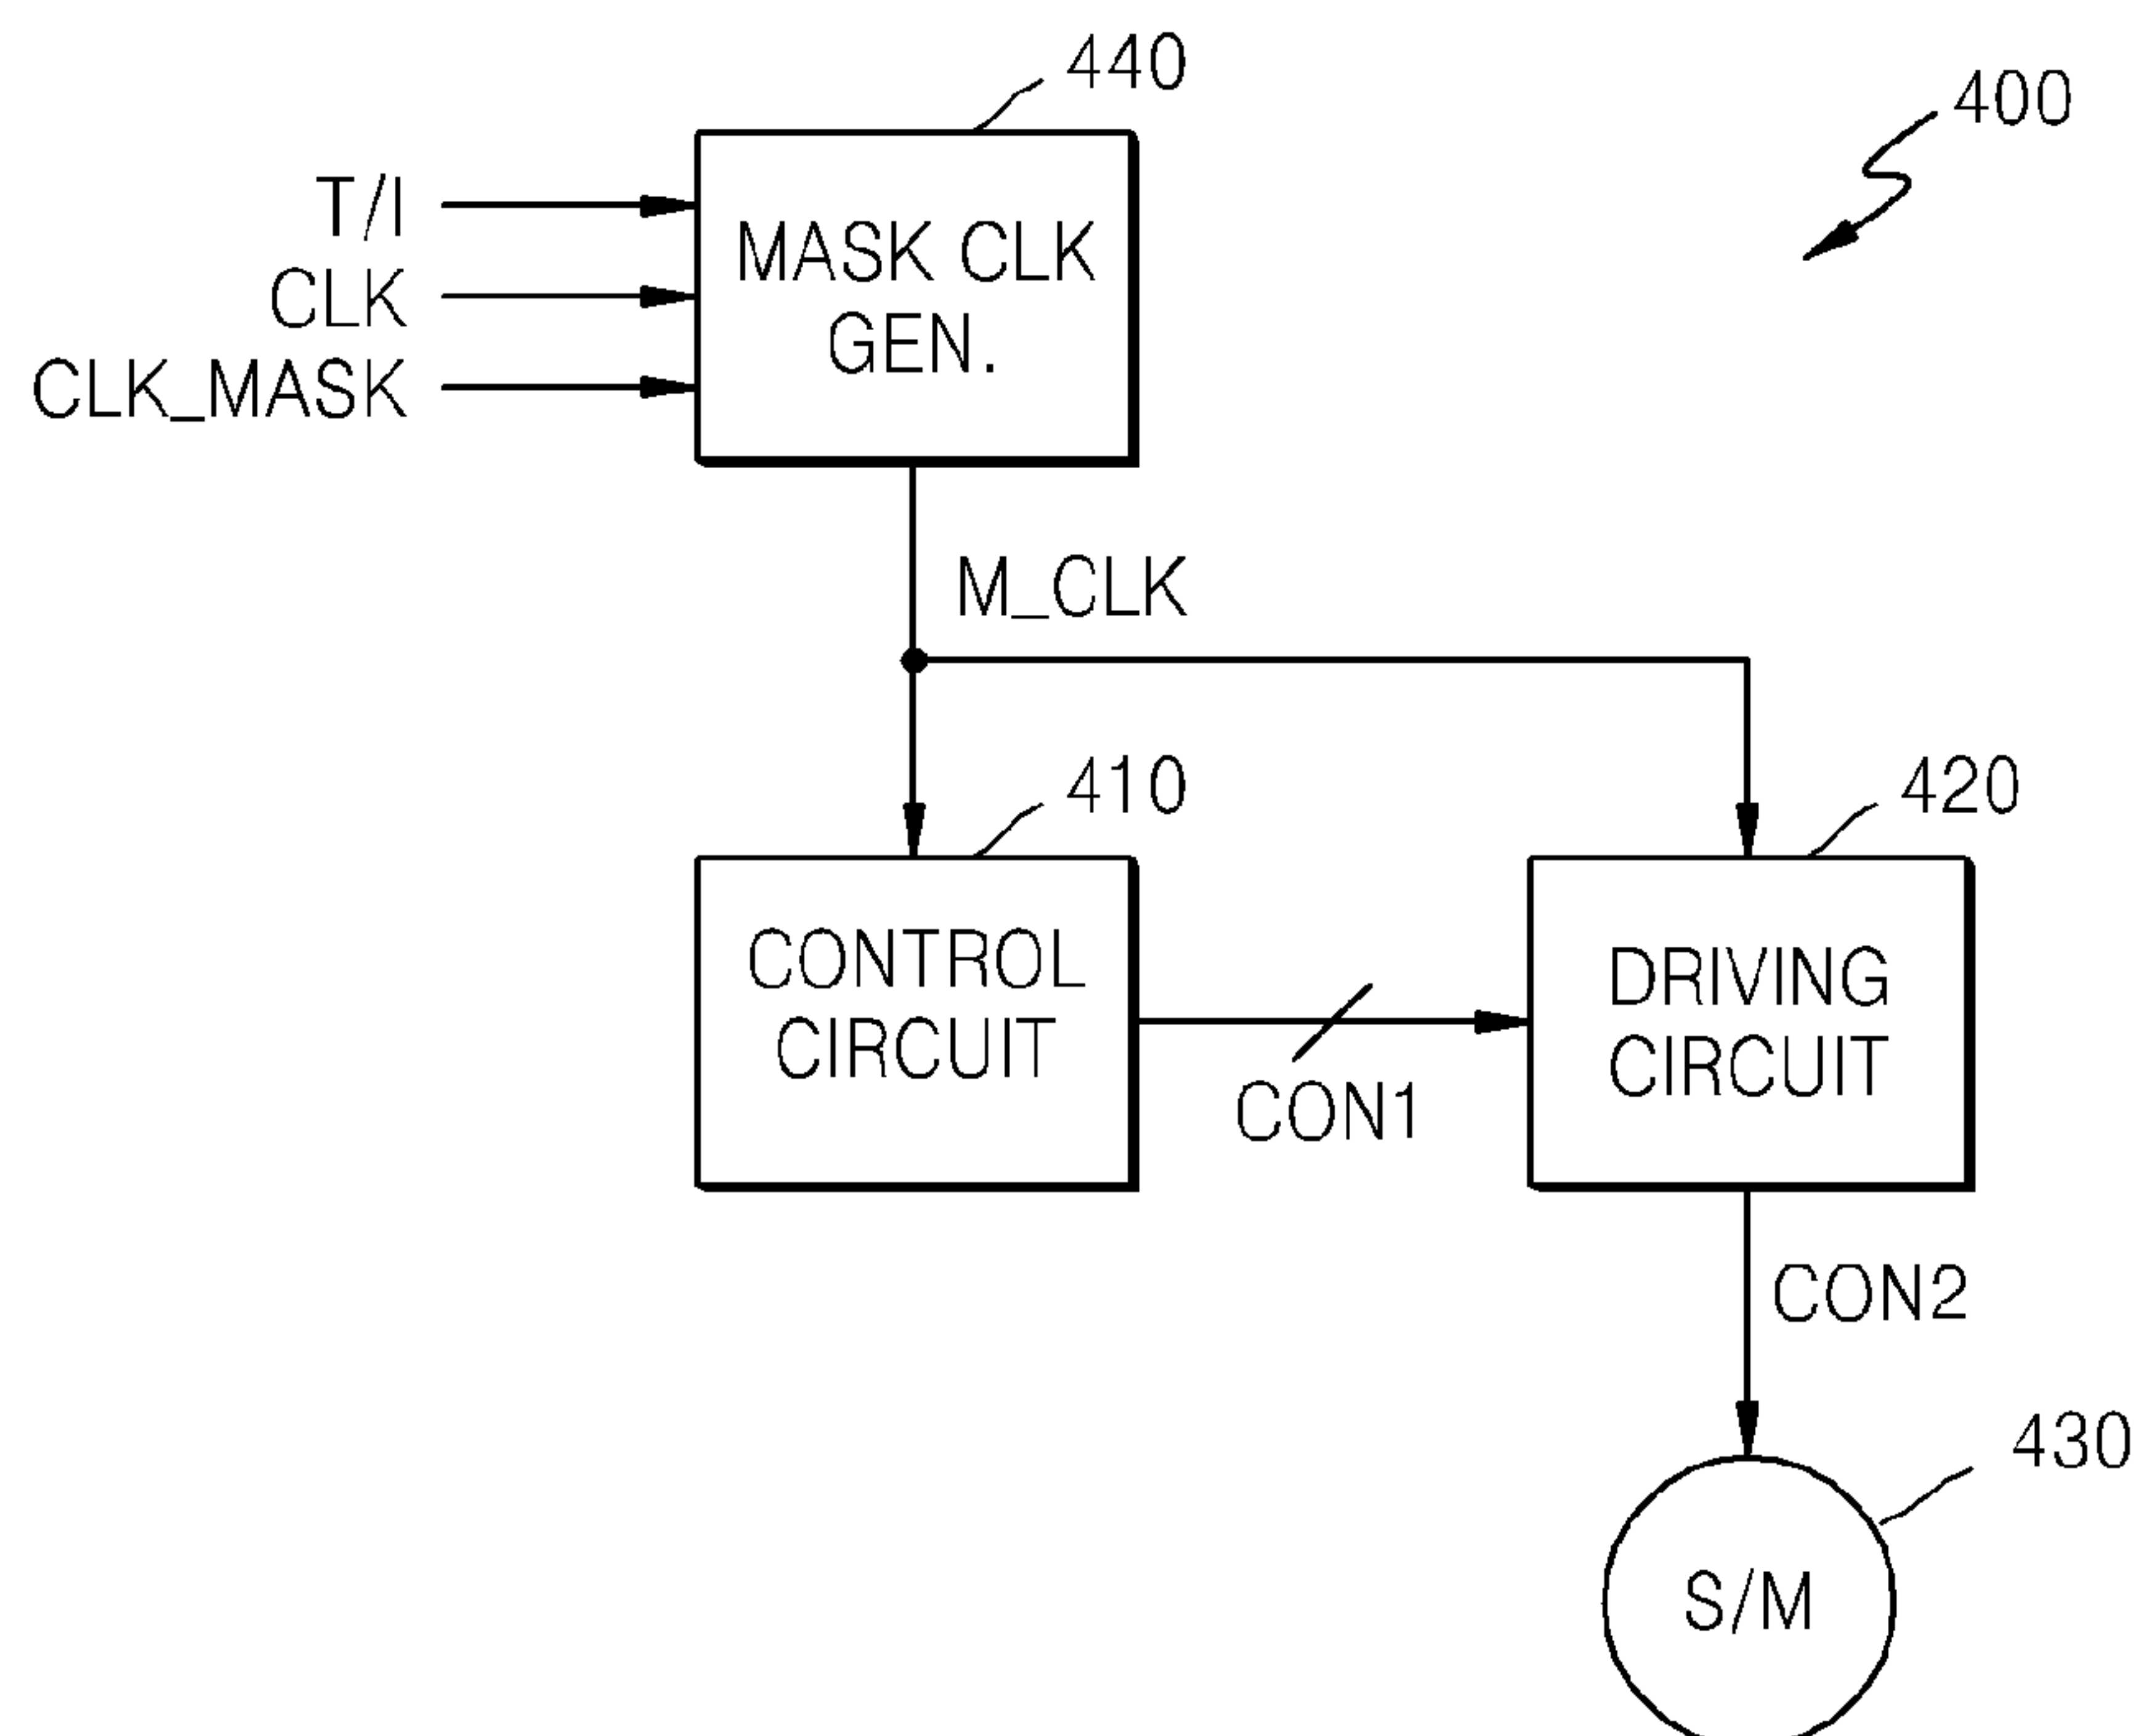 440
400
T/I
CLK
CLK_MASK
MASK CLK
GEN.
M_CLK
410
420
CONTROL
CIRCUIT
CON1
DRIVING
CIRCUIT
CON2
430
S/M